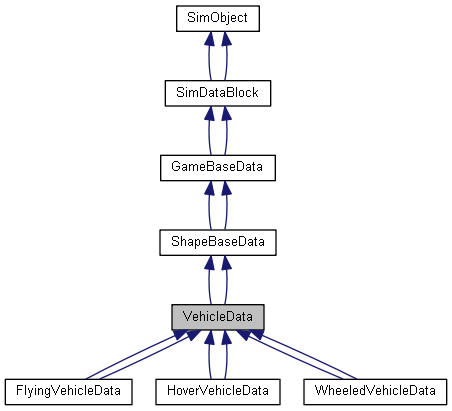 SimObject
SimDataBlock
GameBaseData
ShapeBaseData
VehicleData
FlyingVehicleData
HoverVehicleData
WheeledVehicleData